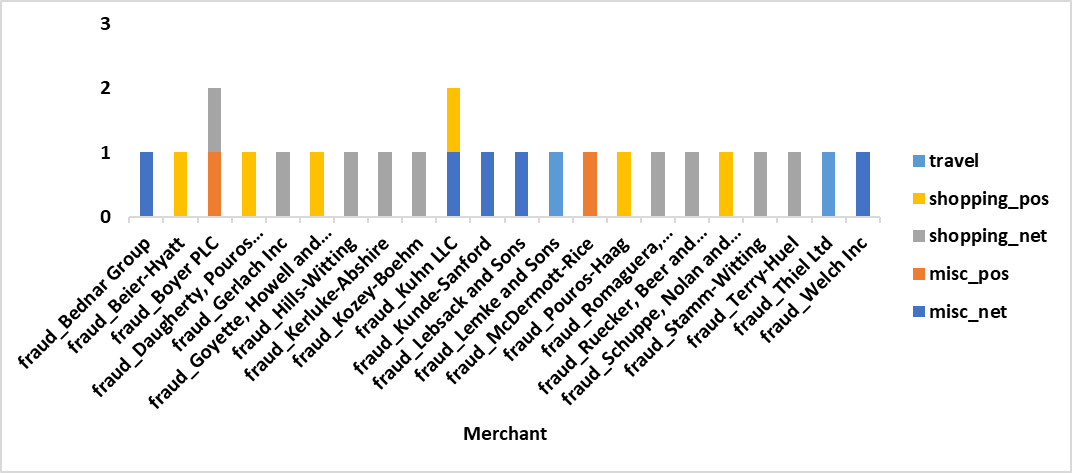 3
2
1
0
fraud_Bednar Group
fraud_Beier-Hyatt
fraud_Boyer PLC
fraud_Daugherty, Pouros…
fraud_Gerlach Inc
fraud_Goyette, Howell and…
fraud_Hills-Witting
fraud_Kerluke-Abshire
fraud_Kozey-Boehm
fraud_Kuhn LLC
fraud_Kunde-Sanford
fraud_Lebsack and Sons
fraud_Lemke and Sons
fraud_McDermott-Rice
fraud_Pouros-Haag
fraud_Romaguera,…
fraud_Ruecker, Beer and…
fraud_Schuppe, Nolan and…
fraud_Stamm-Witting
fraud_Terry-Huel
fraud_Thiel Ltd
fraud_Welch Inc
Merchant
travel
shopping_pos
shopping_net
misc_pos
misc_net